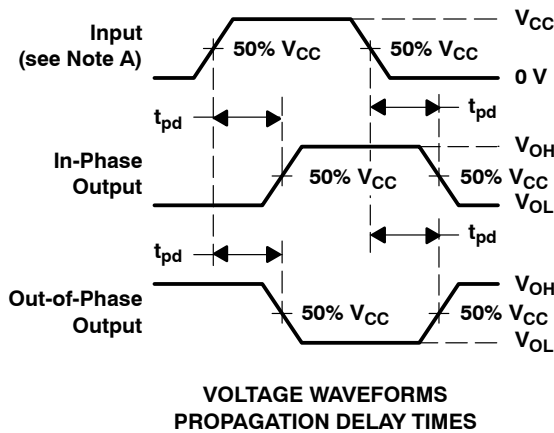 Input
(see Note A)
50% VCC
50% VCC
VCC
0 V
tpd
tpd
In-Phase
Output
50% VCC
VOH
50% VCC
VOL
tpd
tpd
Out-of-Phase
Output
50% VCC
VOH
50% VCC
VOL
VOLTAGE WAVEFORMS
PROPAGATION DELAY TIMES